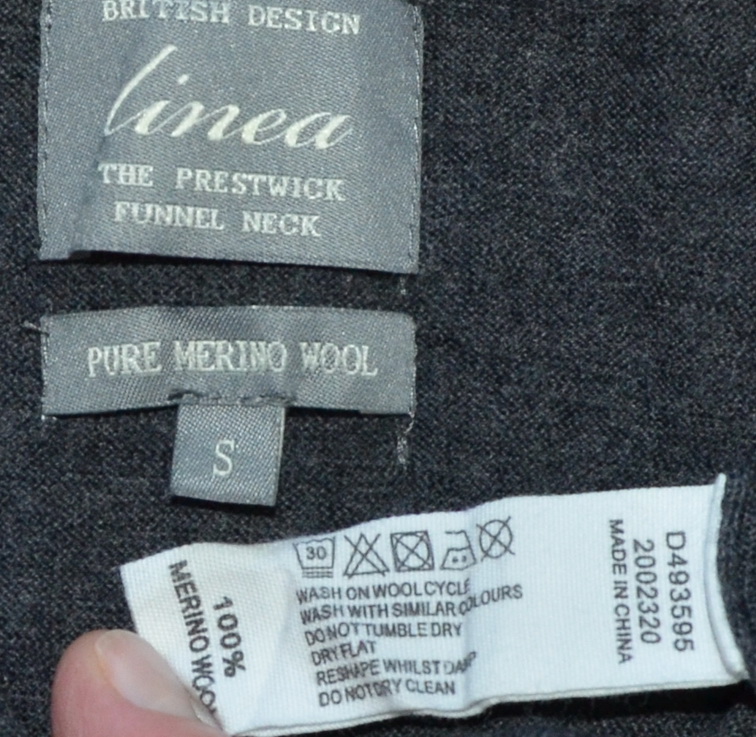 BRITISH DESIGN
linea
THE PRESTWICK
FUNNEL NECK
PURE MERINO WOOL
S
100%
MERINO WOOL
30
WASH ON WOOL CYCLE
WASH WITH SIMILAR COLOURS
DO NOT TUMBLE DRY
DRY FLAT
RESHAPE WHILST DAMP
DO NOT DRY CLEAN
D493595
2002320
MADE IN CHINA